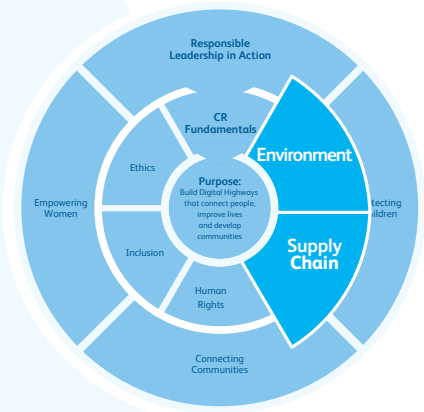 Responsible
Leadership in Action
CR
Fundamentals
Environment
Ethics
Purpose:
Build Digital Highways
that connect people,
improve lives
and develop
communities
Empowering
Women
Inclusion
Supply
Chain
Human
Rights
Connecting
Communities